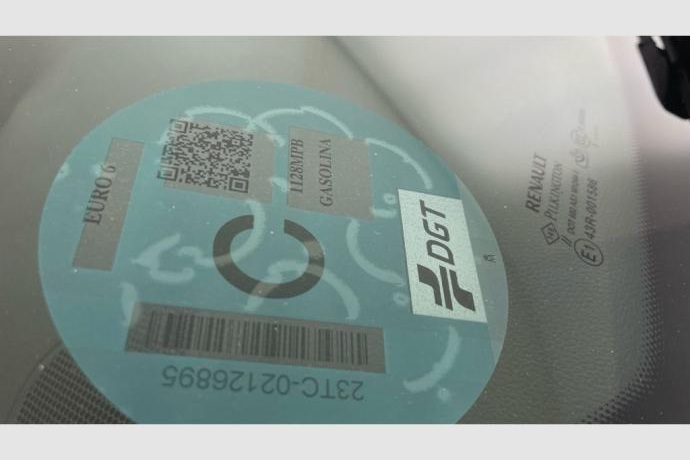 EURO 6
1128MPB
GASOLINA
C
DGT
23TC-02126895
RENAULT
PILKINGTON
43R-001586
E1